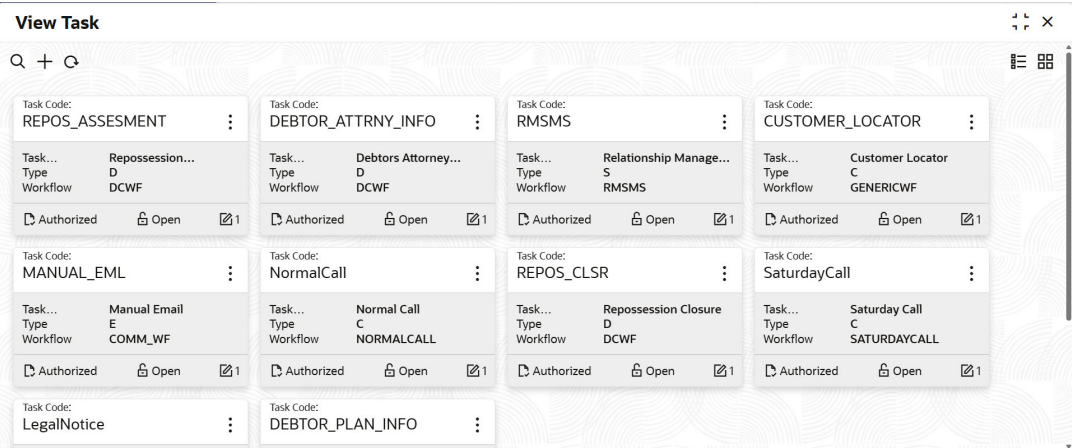 View Task
Task Code: Task Code: Task Code: Task Code:
REPOS_ASSESMENT DEBTOR_ATTRNY_INFO RMSMS CUSTOMER_LOCATOR
Task... Repossession... Task... Debtors Attorney... Task... Relationship Manage... Task... Customer Locator
Type D Type D Type S Type C
Workflow DCWF Workflow DCWF Workflow RMSMS Workflow GENERICWF
Authorized Open 1 Authorized Open 1 Authorized Open 1 Authorized Open 1
Task Code: Task Code: Task Code: Task Code:
MANUAL_EML NormalCall REPOS_CLSR SaturdayCall
Task... Manual Email Task... Normal Call Task... Repossession Closure Task... Saturday Call
Type E Type C Type D Type C
Workflow COMM_WF Workflow NORMALCALL Workflow DCWF Workflow SATURDAYCALL
Authorized Open 1 Authorized Open 1 Authorized Open 1 Authorized Open 1
Task Code: Task Code:
LegalNotice DEBTOR_PLAN_INFO